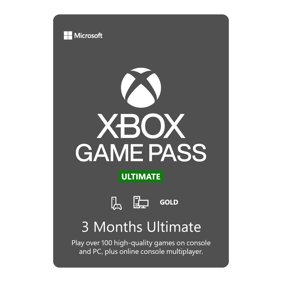 Microsoft
XBOX
GAME PASS
ULTIMATE
GOLD
3 Months Ultimate
Play over 100 high-quality games on console
and PC, plus online console multiplayer.